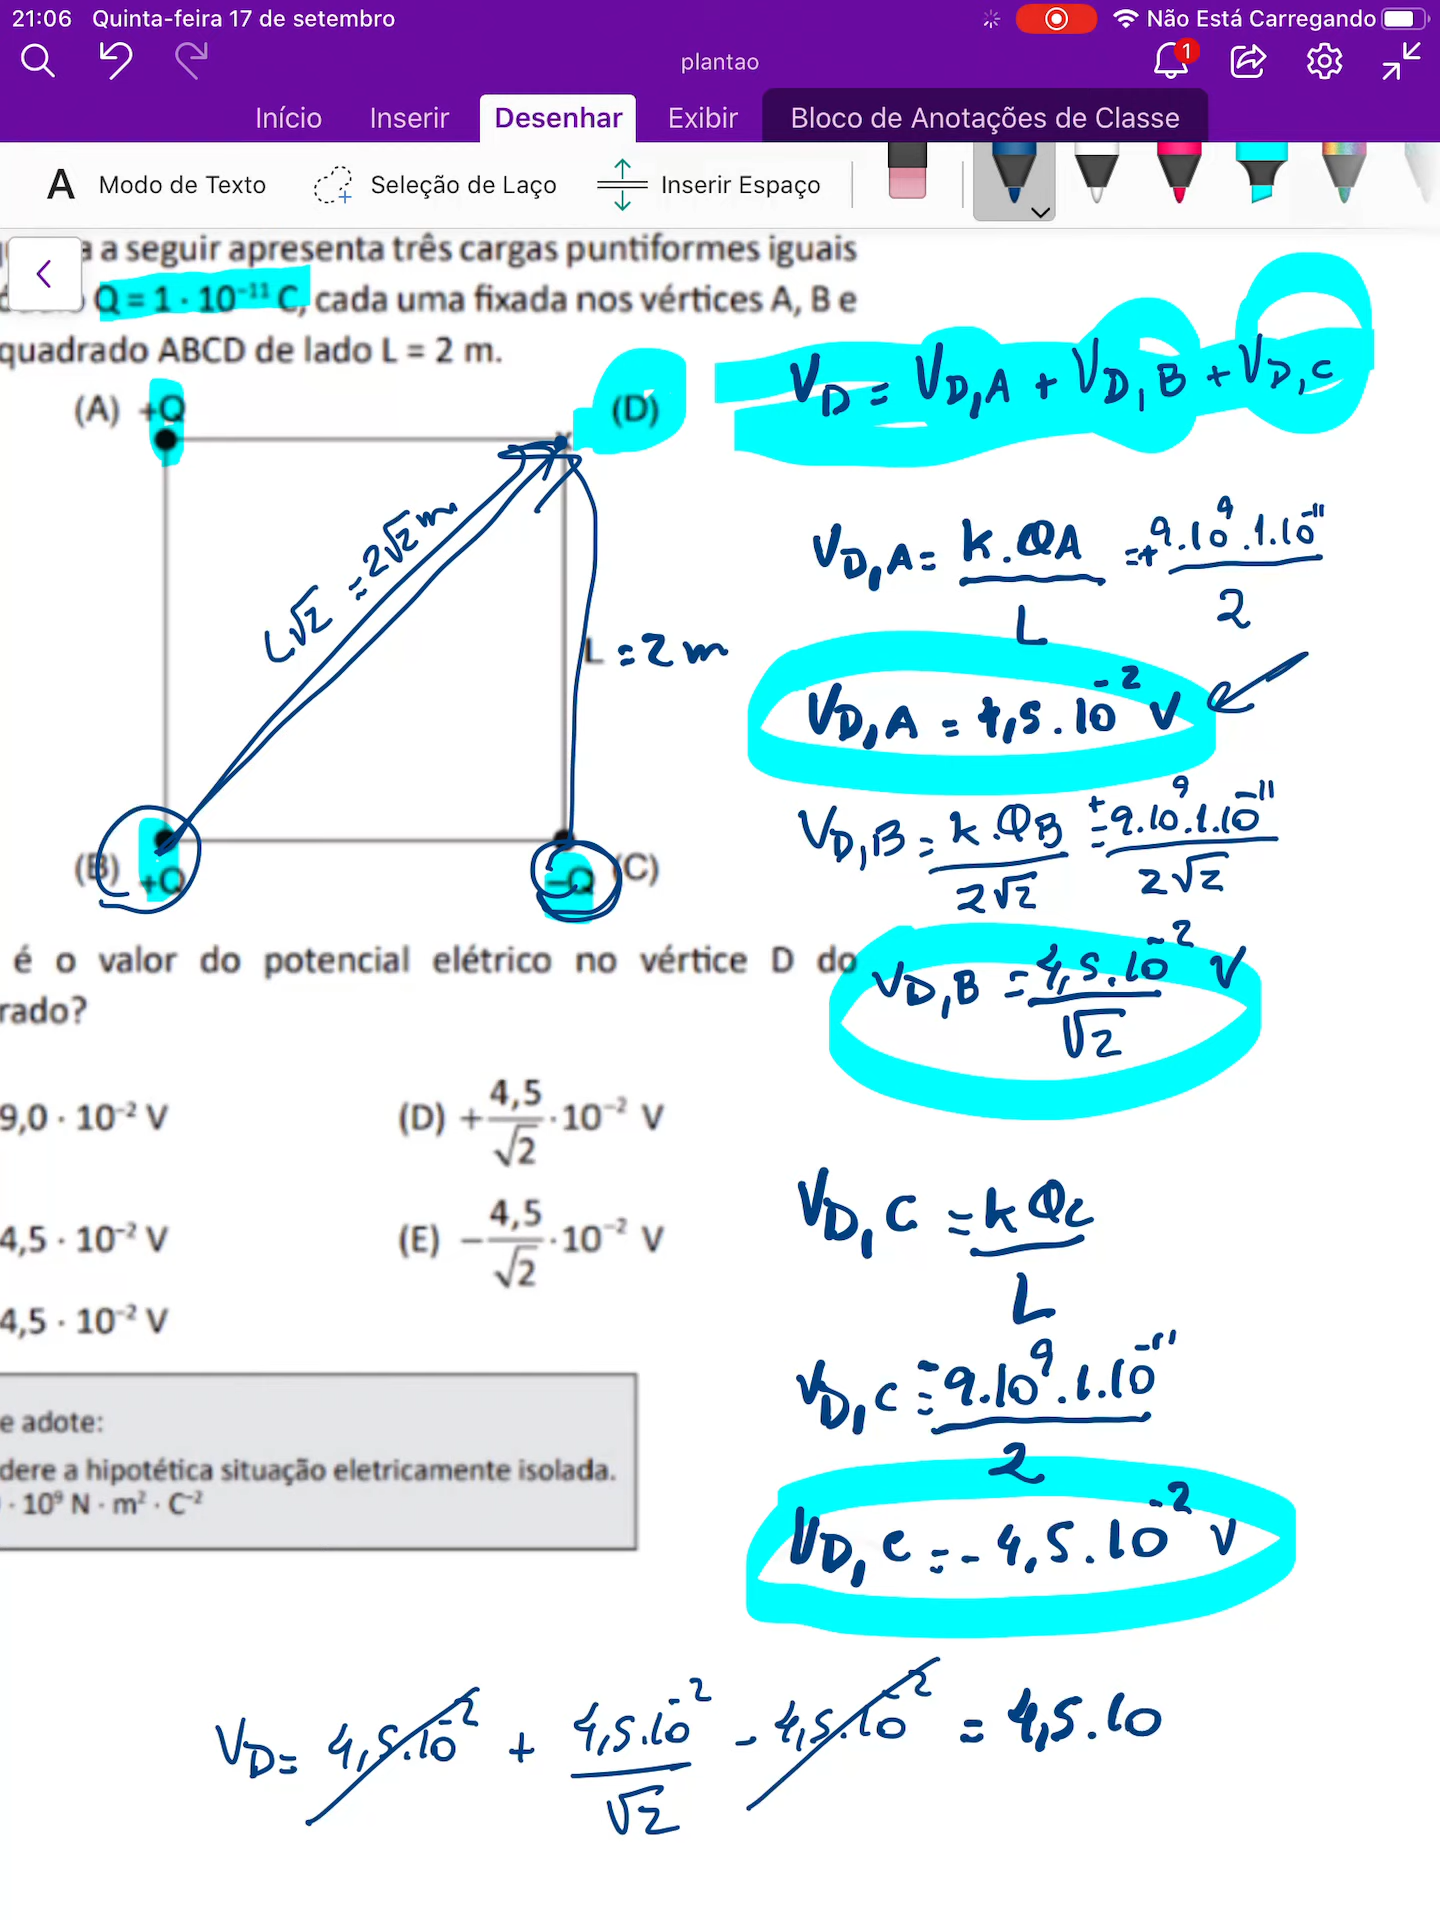 21:06 Quinta-feira 17 de setembro
Não Está Carregando
plantao
1
Início Inserir Desenhar Exibir Bloco de Anotações de Classe
A Modo de Texto Seleção de Laço Inserir Espaço
a seguir apresenta três cargas puntiformes iguais
Q = 1 · 10⁻¹¹ C, cada uma fixada nos vértices A, B e
quadrado ABCD de lado L = 2 m.
V_D = V_D,A + V_D,B + V_D,C
(A) +Q
(D)
L√2 = 2√2 m
L = 2 m
(B) +Q
-Q (C)
V_D,A = k.QA/L = +9.10⁹.1.10⁻¹¹/2
V_D,A = 4,5.10⁻² V
V_D,B = k.QB/2√2 = +9.10⁹.1.10⁻¹¹/2√2
V_D,B = 4,5.10⁻²/√2 V
é o valor do potencial elétrico no vértice D do
rado?
9,0 · 10⁻² V
(D) + 4,5/√2 · 10⁻² V
4,5 · 10⁻² V
(E) − 4,5/√2 · 10⁻² V
4,5 · 10⁻² V
V_D,C = kQc/L
V_D,C = -9.10⁹.1.10⁻¹¹/2
V_D,C = - 4,5.10⁻² V
e adote:
dere a hipotética situação eletricamente isolada.
· 10⁹ N · m² · C⁻²
V_D = 4,5.10⁻² + 4,5.10⁻²/√2 - 4,5.10⁻² = 4,5.10